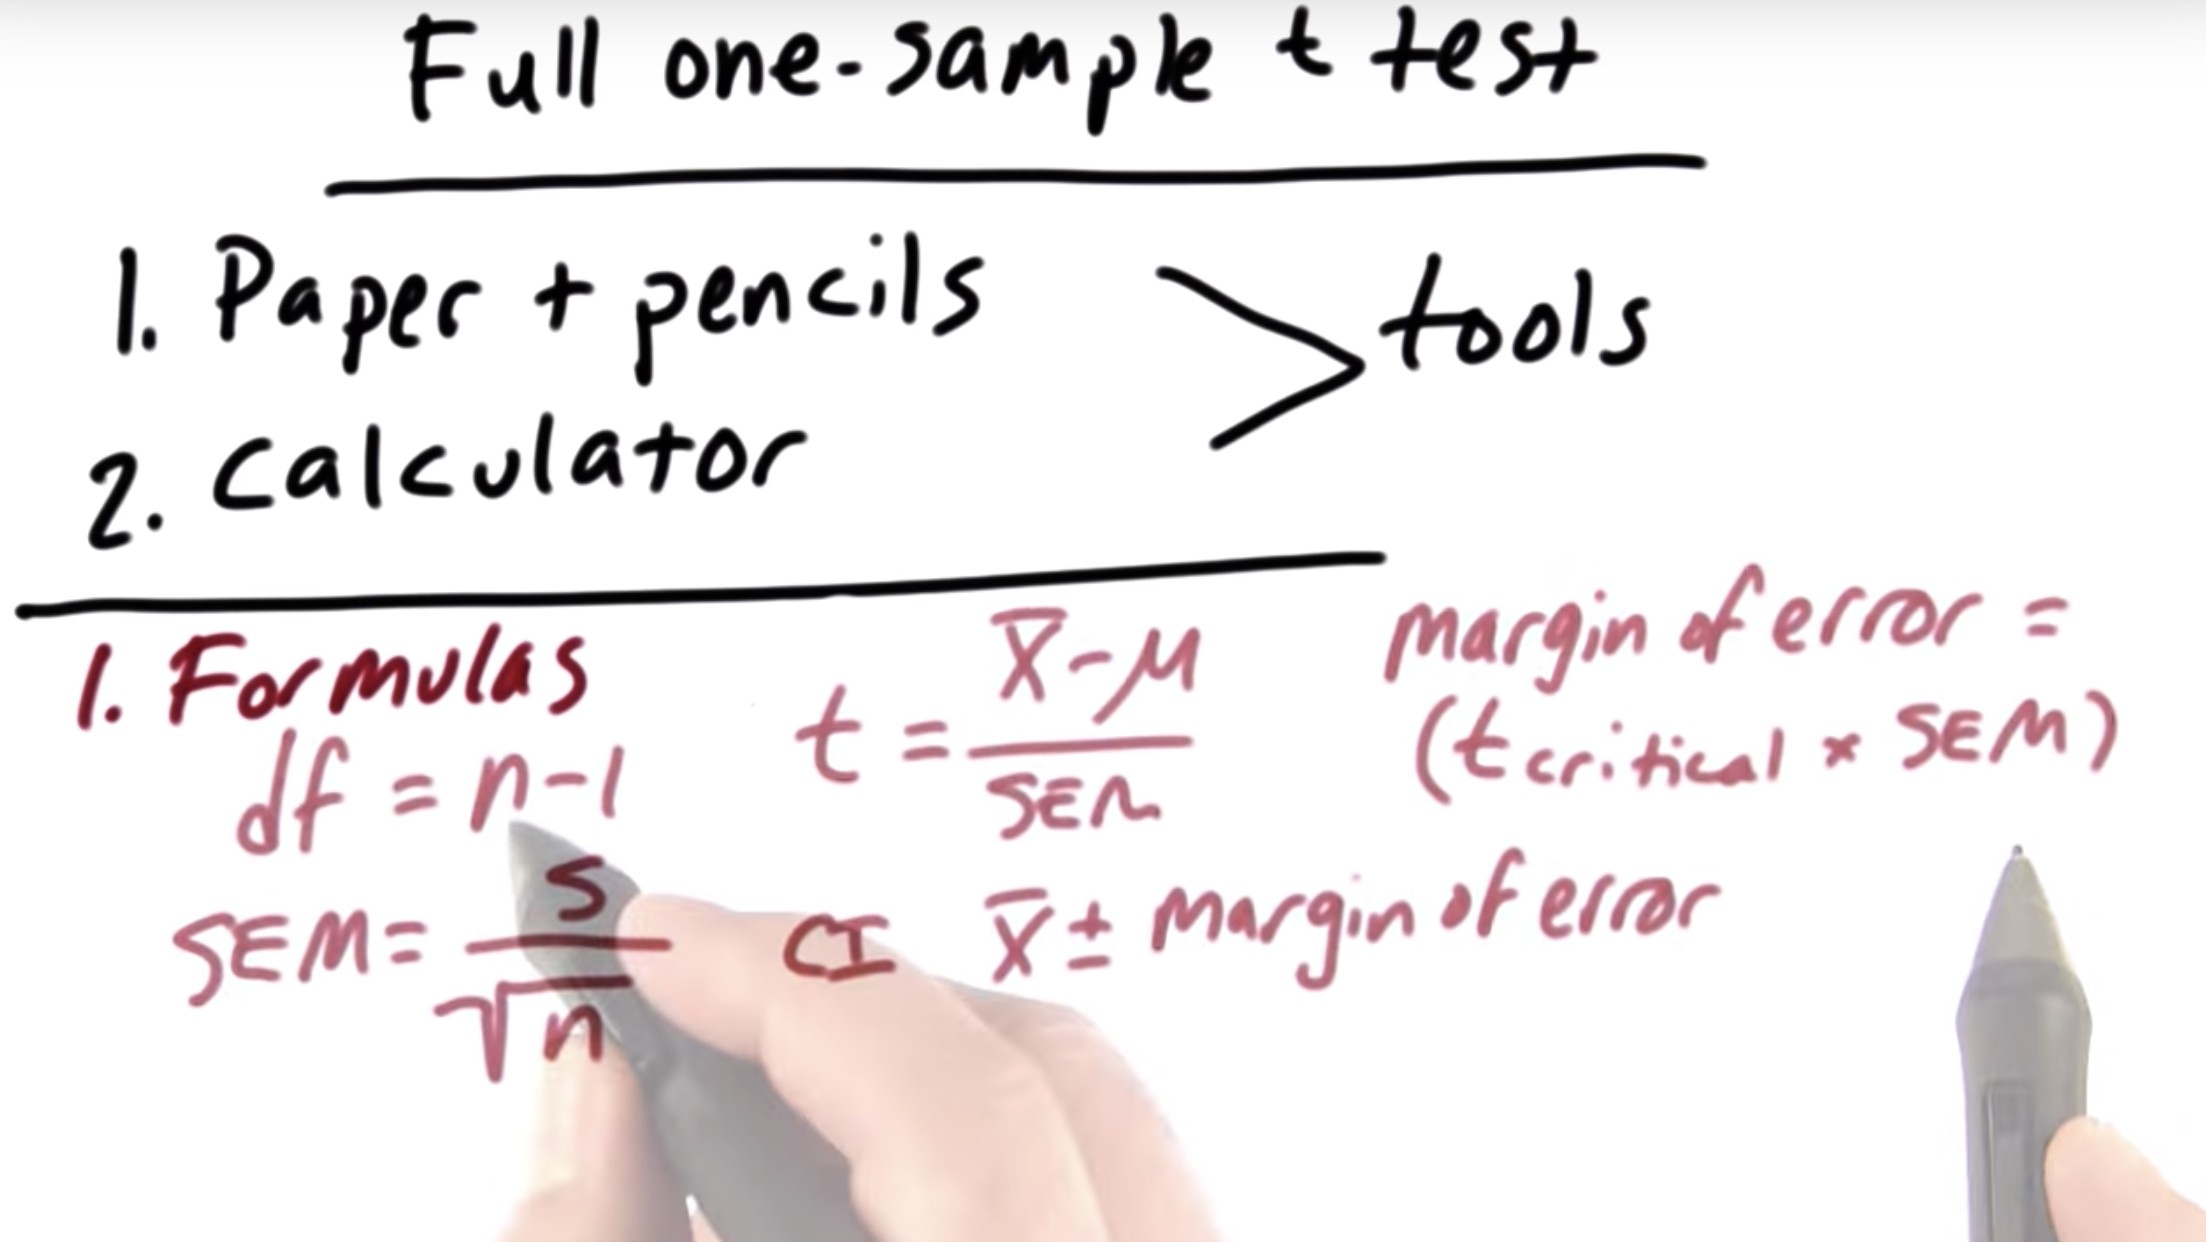 Full one-sample t test
1. Paper + pencils
2. Calculator
> tools
1. Formulas
df = n-1
SEM = s/√n
t = (x̄-μ)/SEM
CI x̄ ± margin of error
margin of error =
(t critical * SEM)